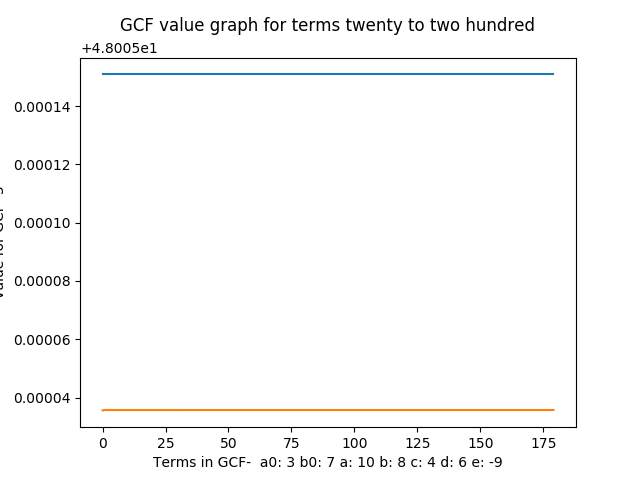 GCF value graph for terms twenty to two hundred
+4.8005e1
0.00014
0.00012
0.00010
0.00008
0.00006
0.00004
0 25 50 75 100 125 150 175
Terms in GCF- a0: 3 b0: 7 a: 10 b: 8 c: 4 d: 6 e: -9